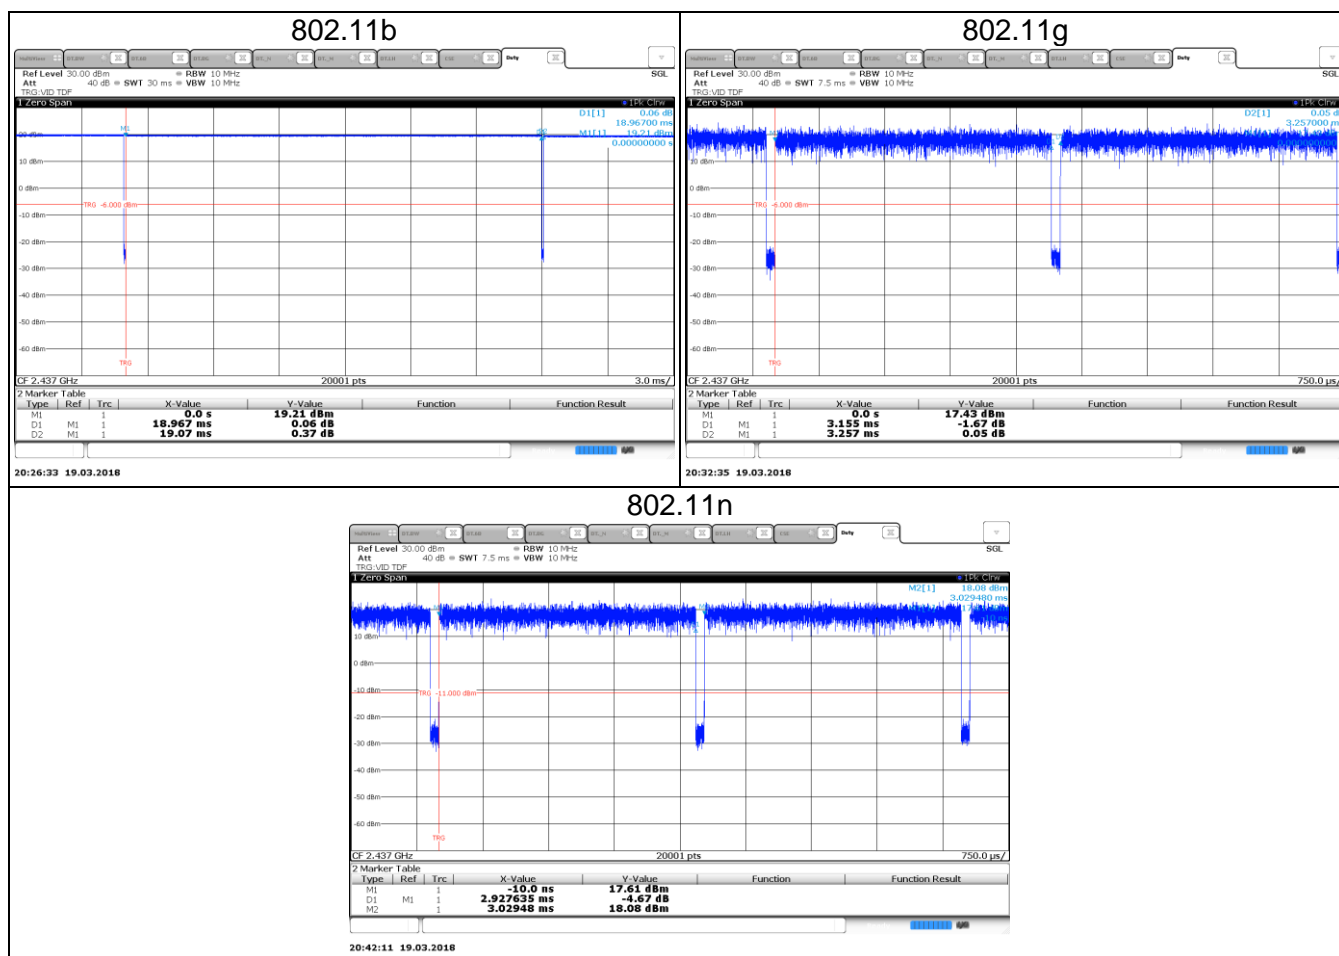 802.11b
Duty
Ref Level 30.00 dBm RBW 10 MHz SGL
Att 40 dB SWT 30 ms VBW 10 MHz
TRG:VID TDF
1 Zero Span 1Pk Clrw
D1[1] 0.06 dB
18.96700 ms
M1[1] 19.21 dBm
0.00000000 s
M1
10 dBm
0 dBm
TRG -6.000 dBm
-10 dBm
-20 dBm
-30 dBm
-40 dBm
-50 dBm
-60 dBm
TRG
CF 2.437 GHz 20001 pts 3.0 ms/
2 Marker Table
Type Ref Trc X-Value Y-Value Function Function Result
M1 1 0.0 s 19.21 dBm
D1 M1 1 18.967 ms 0.06 dB
D2 M1 1 19.07 ms 0.37 dB
20:26:33 19.03.2018
802.11g
Duty
Ref Level 30.00 dBm RBW 10 MHz SGL
Att 40 dB SWT 7.5 ms VBW 10 MHz
TRG:VID TDF
1 Zero Span 1Pk Clrw
D2[1] 0.05 d
3.257000 m
10 dBm
0 dBm
TRG -6.000 dBm
-10 dBm
-20 dBm
-30 dBm
-40 dBm
-50 dBm
-60 dBm
TRG
CF 2.437 GHz 20001 pts 750.0 µs/
2 Marker Table
Type Ref Trc X-Value Y-Value Function Function Result
M1 1 0.0 s 17.43 dBm
D1 M1 1 3.155 ms -1.67 dB
D2 M1 1 3.257 ms 0.05 dB
20:32:35 19.03.2018
802.11n
Duty
Ref Level 30.00 dBm RBW 10 MHz SGL
Att 40 dB SWT 7.5 ms VBW 10 MHz
TRG:VID TDF
1 Zero Span 1Pk Clrw
M2[1] 18.08 dBm
3.029480 ms
10 dBm
0 dBm
-10 dBm TRG -11.000 dBm
-20 dBm
-30 dBm
-40 dBm
-50 dBm
-60 dBm
TRG
CF 2.437 GHz 20001 pts 750.0 µs/
2 Marker Table
Type Ref Trc X-Value Y-Value Function Function Result
M1 1 -10.0 ns 17.61 dBm
D1 M1 1 2.927635 ms -4.67 dB
M2 1 3.02948 ms 18.08 dBm
20:42:11 19.03.2018